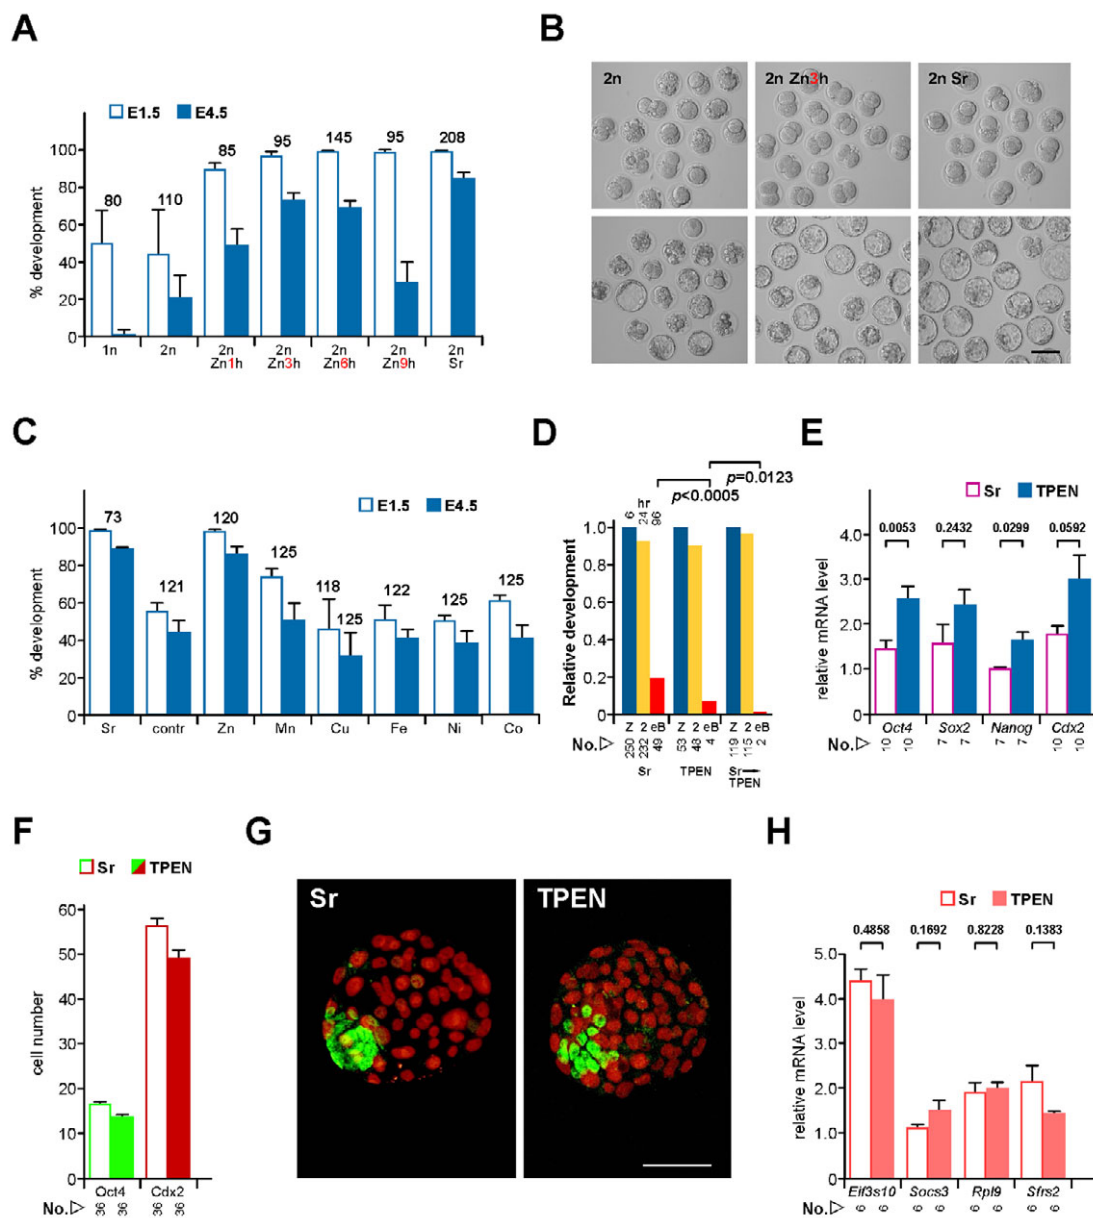 A
E1.5 E4.5
100
80
60
40
20
0
% development
80 110 85 95 145 95 208
1n 2n 2n 2n 2n 2n 2n
Zn1h Zn3h Zn6h Zn9h Sr
B
2n 2n Zn3h 2n Sr
C
E1.5 E4.5
100
80
60
40
20
0
% development
73 121 120 125 118 125 122 125 125
Sr contr Zn Mn Cu Fe Ni Co
D
p=0.0123
p<0.0005
hr
6 24 96
1.0
0.8
0.6
0.4
0.2
0
Relative development
Z 2 eB Z 2 eB Z 2 eB
No. 250 232 49 53 48 4 119 115 2
Sr TPEN Sr
TPEN
E
Sr TPEN
0.0053 0.2432 0.0299 0.0592
4.0
3.0
2.0
1.0
0
relative mRNA level
Oct4 Sox2 Nanog Cdx2
No. 10 10 7 7 7 7 10 10
F
Sr TPEN
60
50
40
30
20
10
0
cell number
Oct4 Cdx2
No. 36 36 36 36
G
Sr TPEN
H
Sr TPEN
0.4858 0.1692 0.8228 0.1383
5.0
4.0
3.0
2.0
1.0
0
relative mRNA level
Eif3s10 Socs3 Rpl9 Sfrs2
No. 6 6 6 6 6 6 6 6